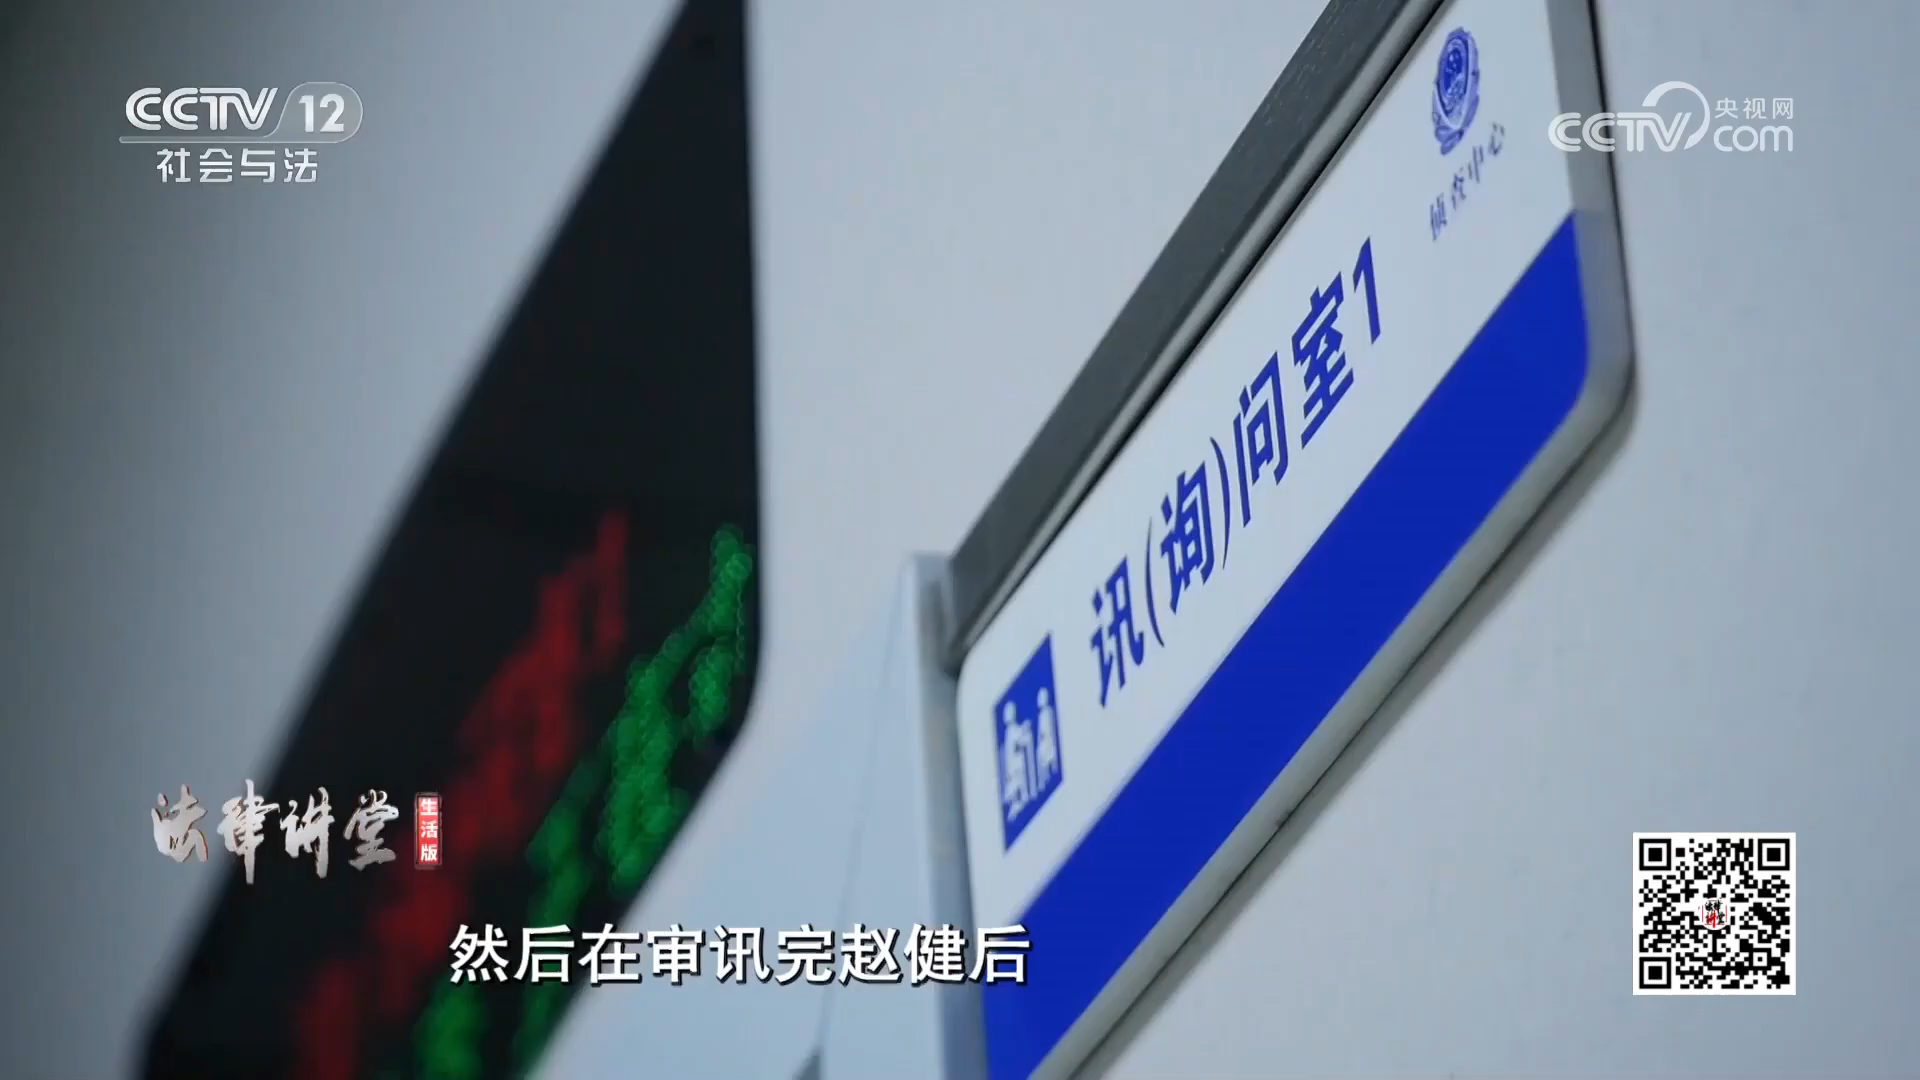 CCTV 12
社会与法
央视网
CCTV.com
侦查中心
讯(询)问室1
法律讲堂
生活版
然后在审讯完赵健后